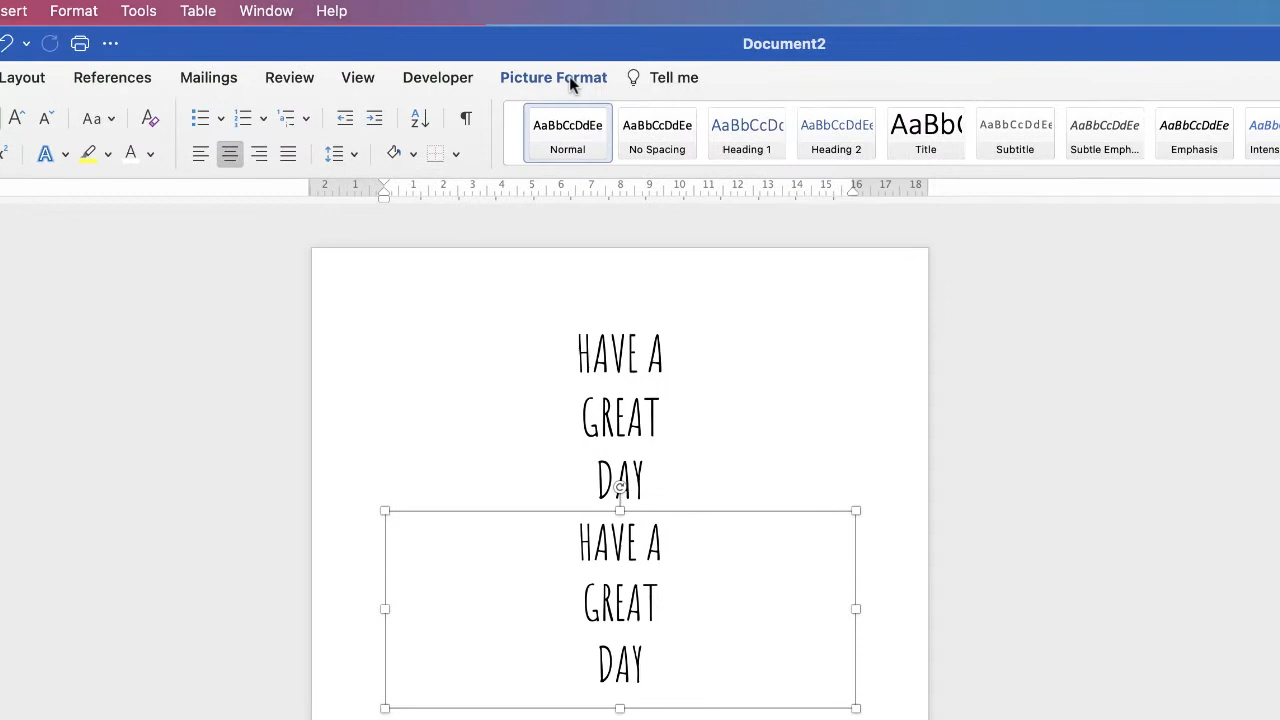 sert Format Tools Table Window Help
Document2
Layout References Mailings Review View Developer Picture Format Tell me
Aa
AaBbCcDdEe AaBbCcDdEe AaBbCcDc AaBbCcDdEe AaBbC AaBbCcDdEe AaBbCcDdEe AaBbCcDdEe AaBb
Normal No Spacing Heading 1 Heading 2 Title Subtitle Subtle Emph... Emphasis Intens
A A
2 1 1 2 3 4 5 6 7 8 9 10 11 12 13 14 15 16 17 18
HAVE A
GREAT
DAY
HAVE A
GREAT
DAY